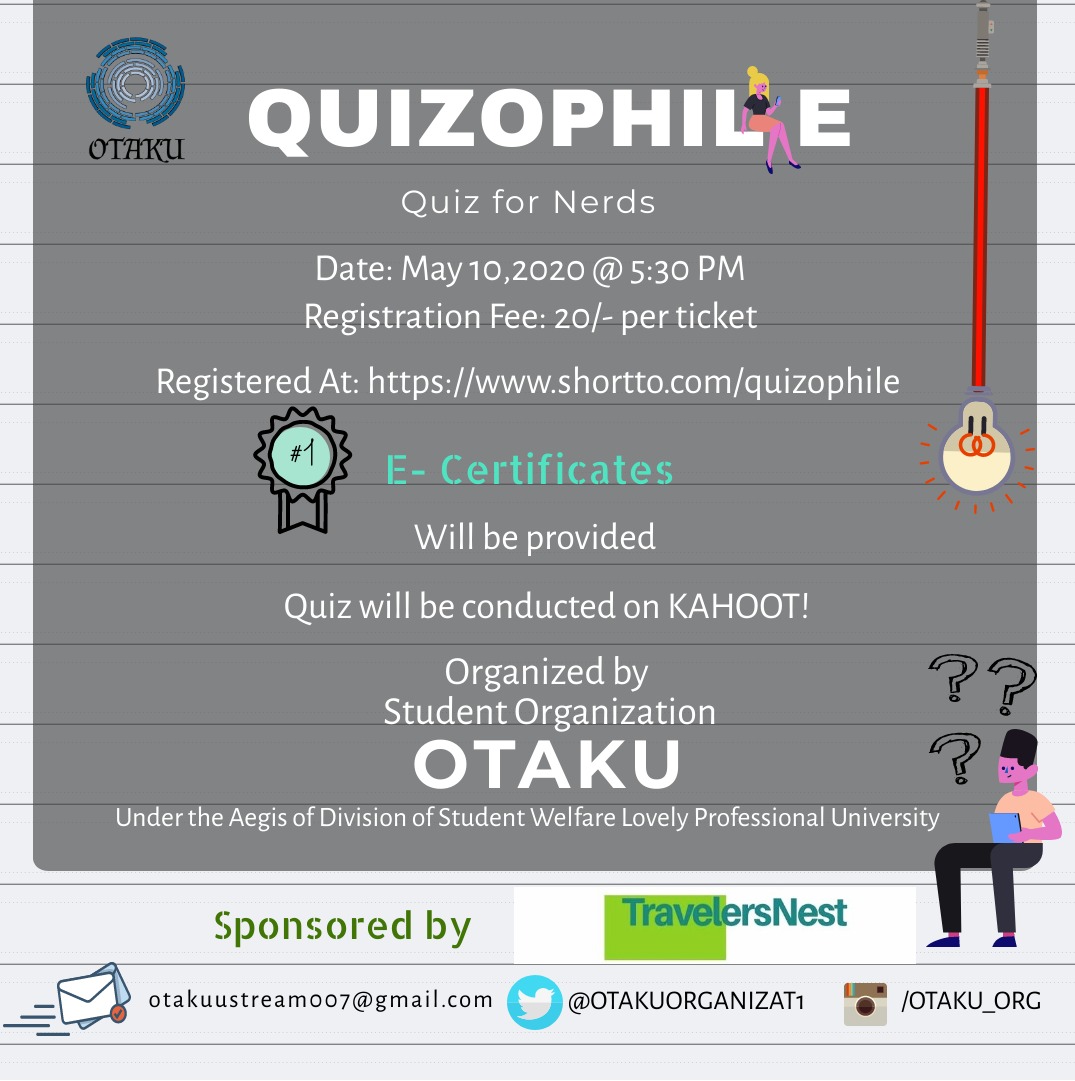 OTAKU
QUIZOPHILE
Quiz for Nerds
Date: May 10,2020 @ 5:30 PM
Registration Fee: 20/- per ticket
Registered At: https://www.shortto.com/quizophile
#1
E- Certificates
Will be provided
Quiz will be conducted on KAHOOT!
Organized by
Student Organization
OTAKU
Under the Aegis of Division of Student Welfare Lovely Professional University
? ?
?
Sponsored by
TravelersNest
otakuustream007@gmail.com
@OTAKUORGANIZAT1
/OTAKU_ORG